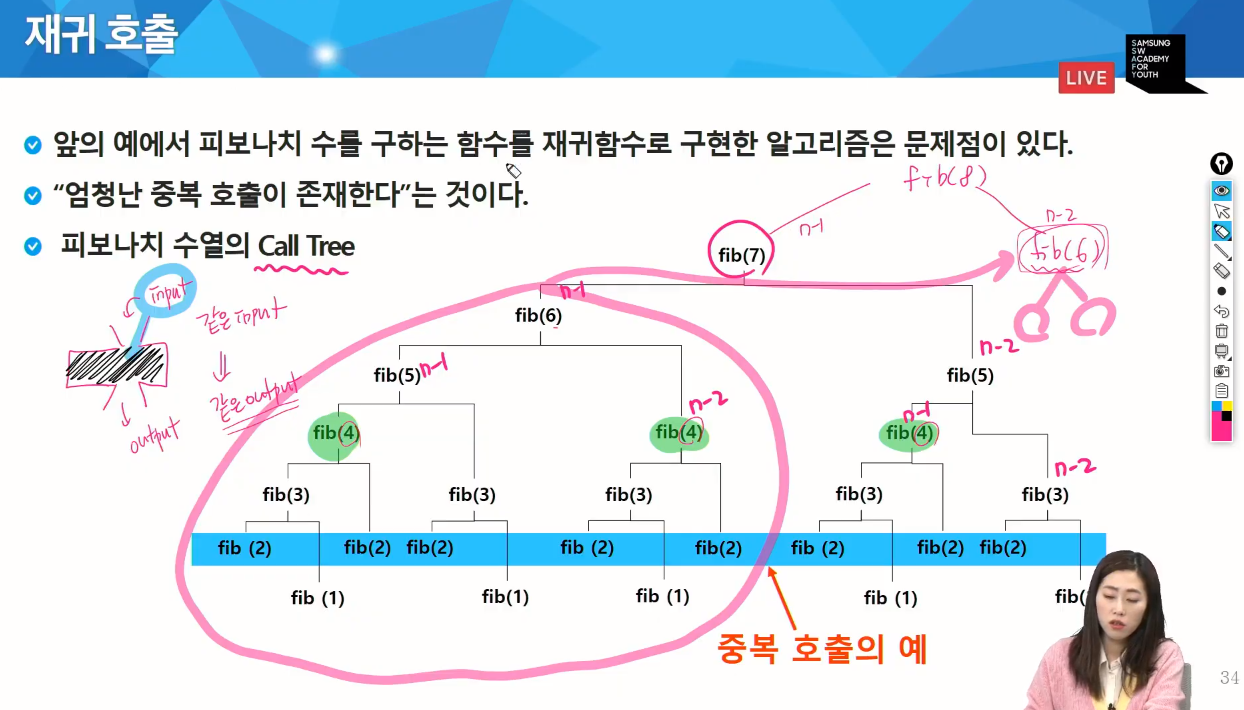 재귀 호출
SAMSUNG
SW
ACADEMY
FOR
YOUTH
LIVE
앞의 예에서 피보나치 수를 구하는 함수를 재귀함수로 구현한 알고리즘은 문제점이 있다.
“엄청난 중복 호출이 존재한다”는 것이다.
fib(8)
피보나치 수열의 Call Tree
n-1
n-2
fib(7)
fib(6)
input
같은 input
같은 output
output
n-1
fib(6)
n-2
fib(5)
n-1
fib(5)
n-2
n-1
fib(4)
fib(4)
fib(4)
n-2
fib(3)
fib(3)
fib(3)
fib(3)
fib(3)
fib (2)
fib(2)
fib(2)
fib (2)
fib(2)
fib (2)
fib(2)
fib(2)
fib (1)
fib(1)
fib (1)
fib (1)
fib(
중복 호출의 예
34